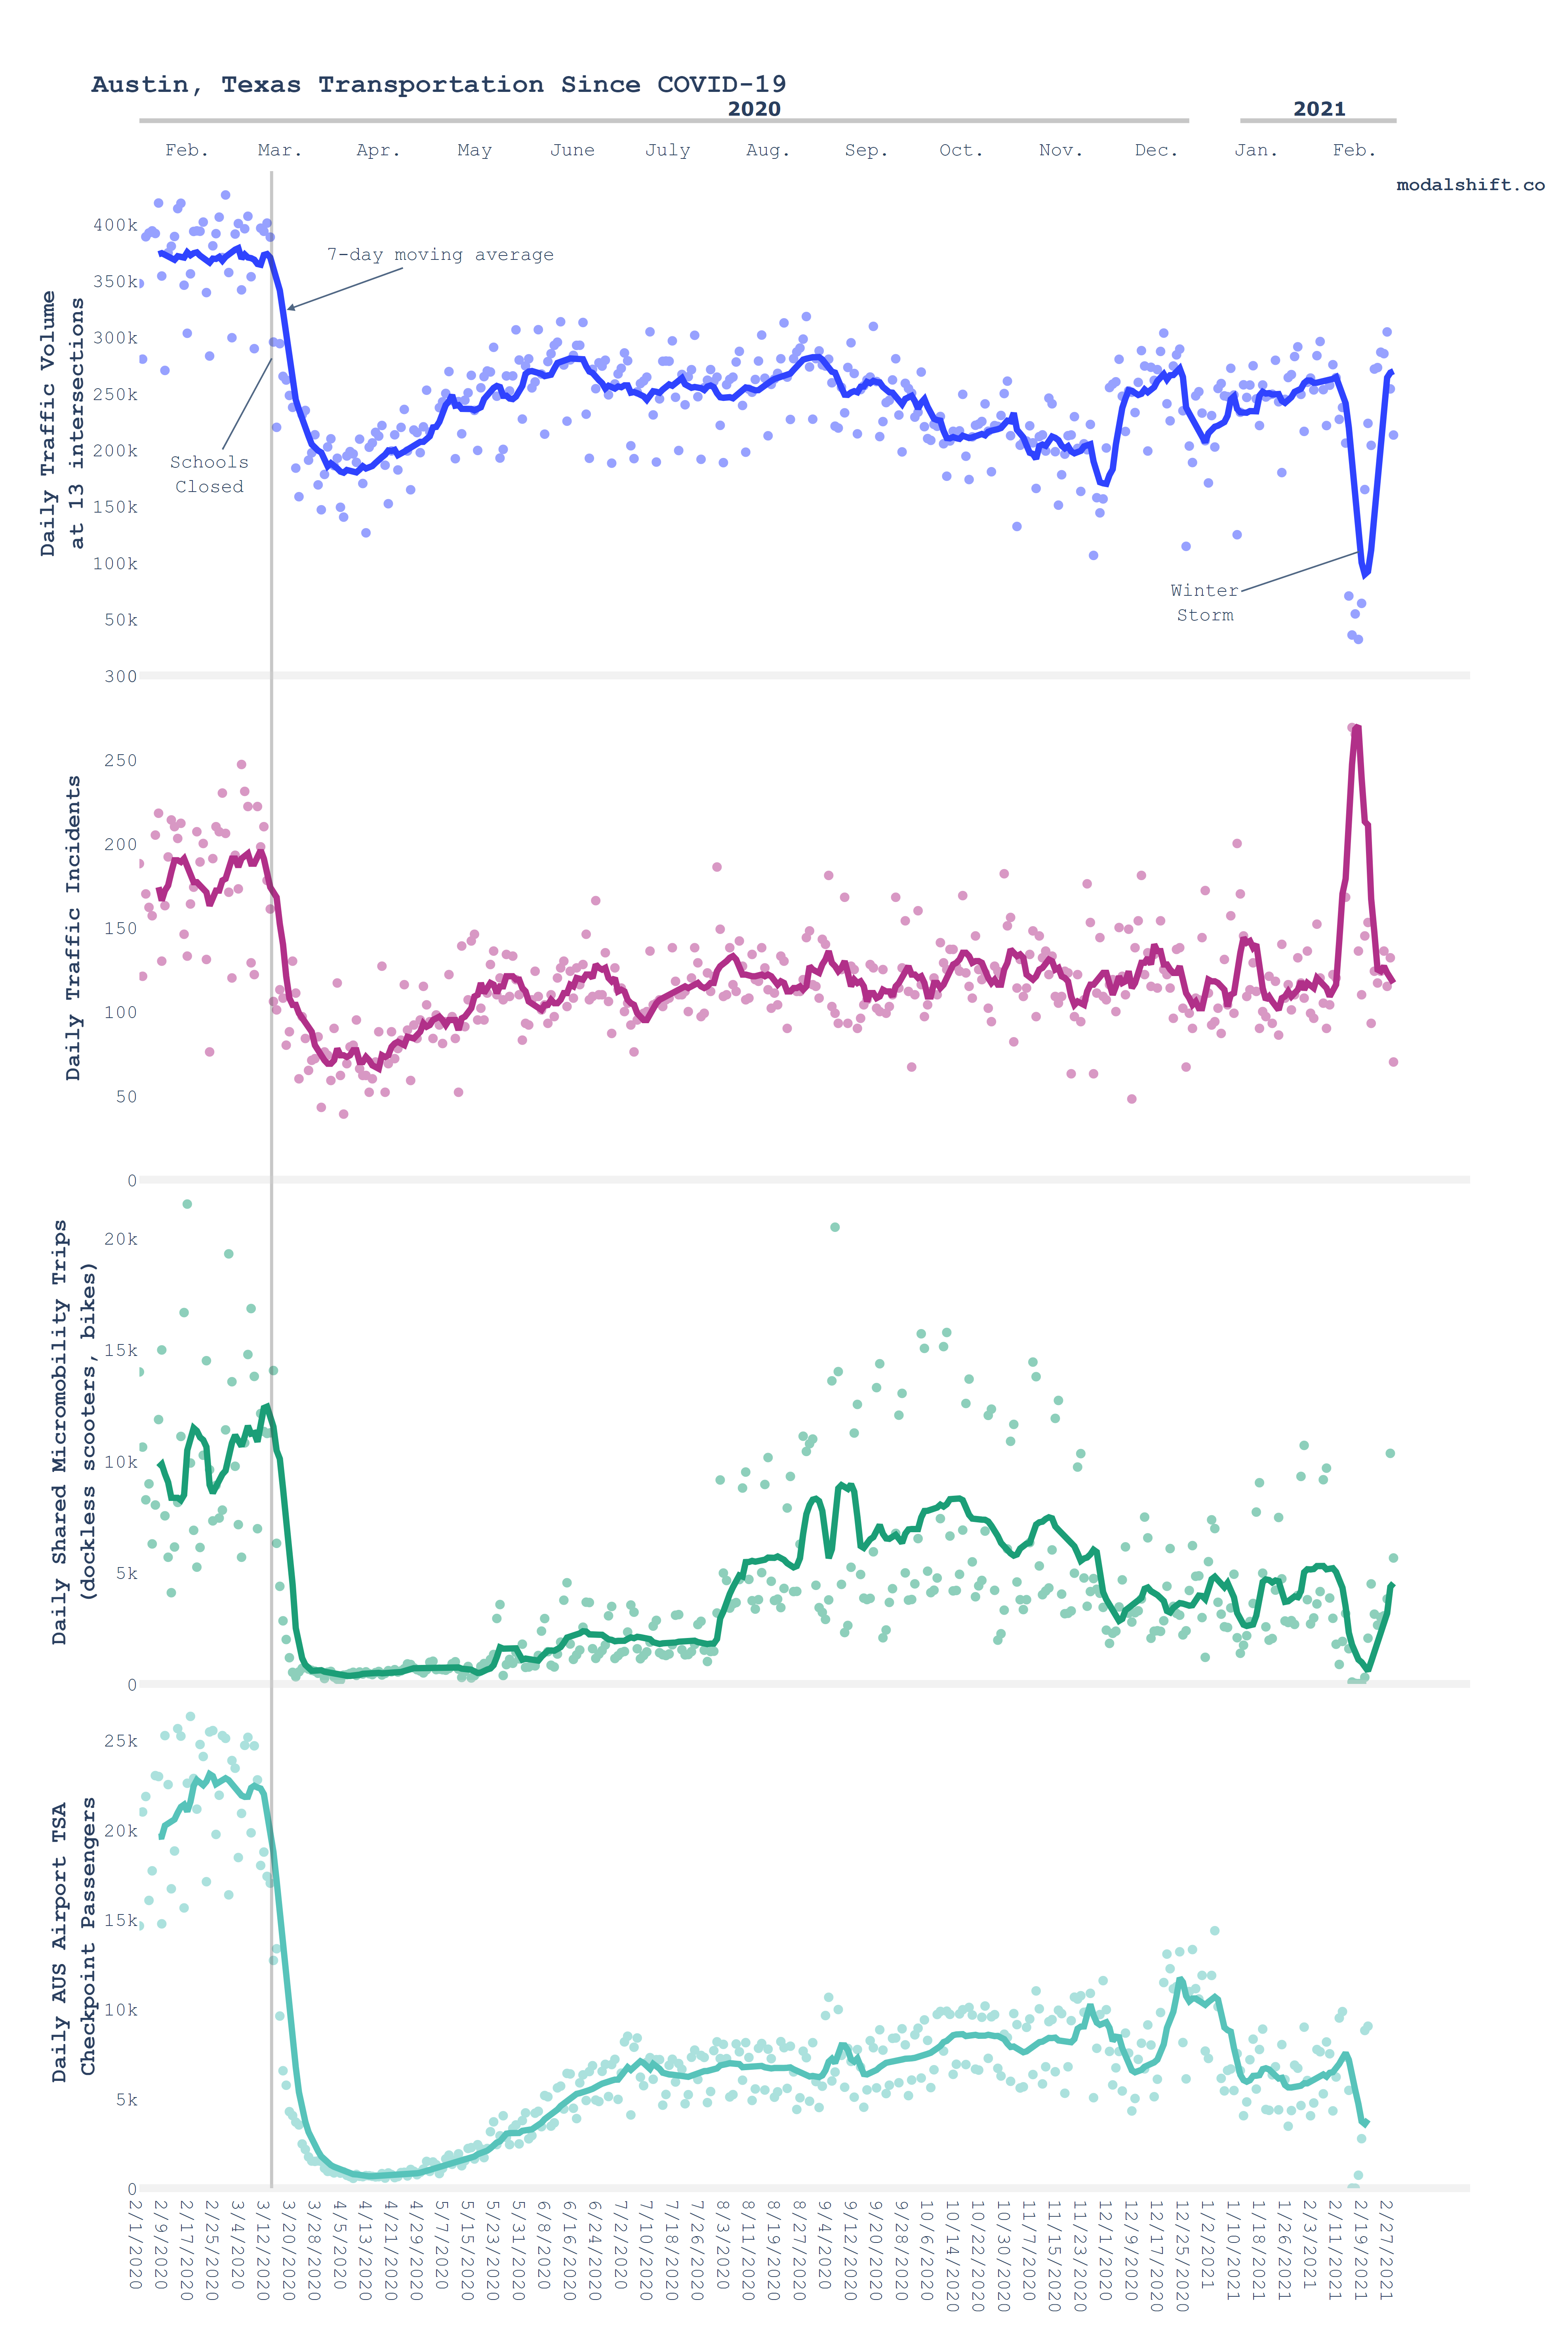 Austin, Texas Transportation Since COVID-19
2020
2021
Feb.
Mar.
Apr.
May
June
July
Aug.
Sep.
Oct.
Nov.
Dec.
Jan.
Feb.
modalshift.co
Daily Traffic Volume
at 13 intersections
400k
350k
300k
250k
200k
150k
100k
50k
7-day moving average
Schools
Closed
Winter
Storm
Daily Traffic Incidents
300
250
200
150
100
50
0
Daily Shared Micromobility Trips
(dockless scooters, bikes)
20k
15k
10k
5k
0
Daily AUS Airport TSA
Checkpoint Passengers
25k
20k
15k
10k
5k
0
2/1/2020
2/9/2020
2/17/2020
2/25/2020
3/4/2020
3/12/2020
3/20/2020
3/28/2020
4/5/2020
4/13/2020
4/21/2020
4/29/2020
5/7/2020
5/15/2020
5/23/2020
5/31/2020
6/8/2020
6/16/2020
6/24/2020
7/2/2020
7/10/2020
7/18/2020
7/26/2020
8/3/2020
8/11/2020
8/19/2020
8/27/2020
9/4/2020
9/12/2020
9/20/2020
9/28/2020
10/6/2020
10/14/2020
10/22/2020
10/30/2020
11/7/2020
11/15/2020
11/23/2020
12/1/2020
12/9/2020
12/17/2020
12/25/2020
1/2/2021
1/10/2021
1/18/2021
1/26/2021
2/3/2021
2/11/2021
2/19/2021
2/27/2021